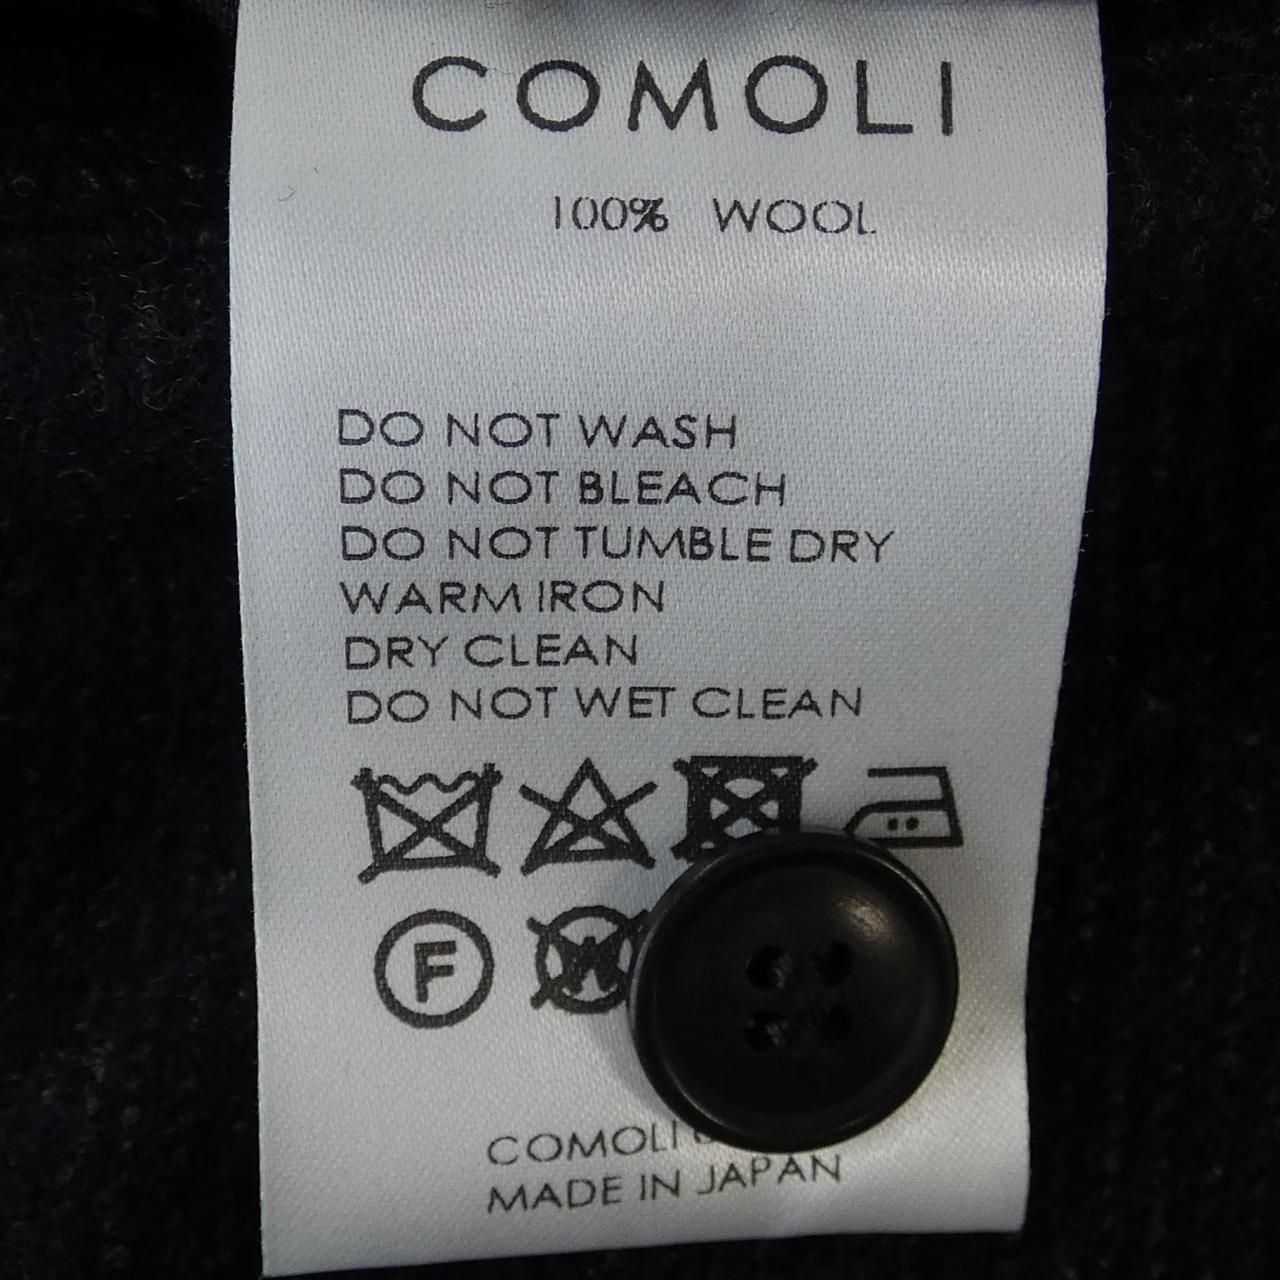 COMOLI
100% WOOL
DO NOT WASH
DO NOT BLEACH
DO NOT TUMBLE DRY
WARM IRON
DRY CLEAN
DO NOT WET CLEAN
F
W
COMOLI
MADE IN JAPAN